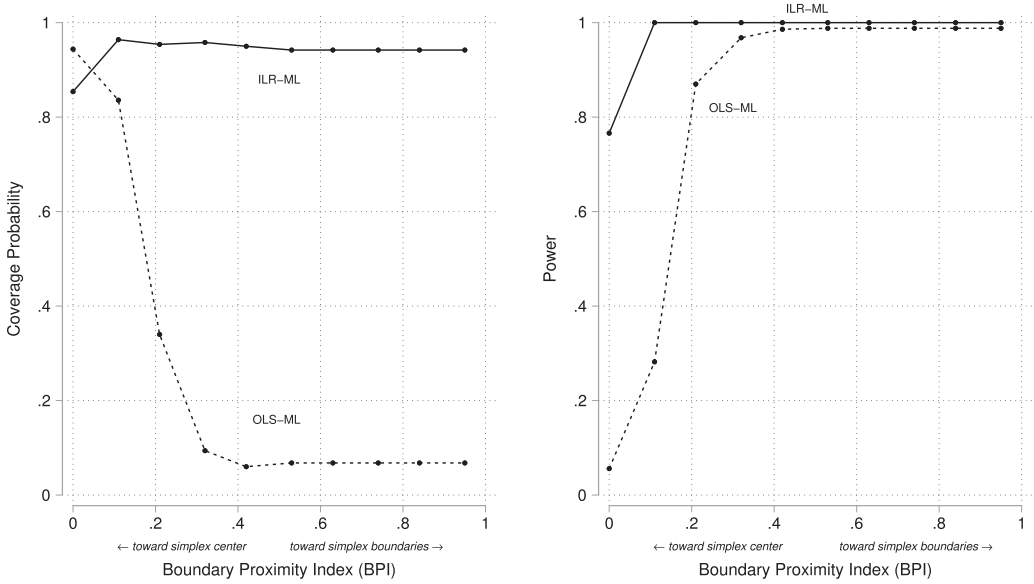 1
.8
.6
.4
.2
0
Coverage Probability
ILR−ML
OLS−ML
0 .2 .4 .6 .8 1
← toward simplex center toward simplex boundaries →
Boundary Proximity Index (BPI)
ILR−ML
1
.8
.6
.4
.2
0
Power
OLS−ML
0 .2 .4 .6 .8 1
← toward simplex center toward simplex boundaries →
Boundary Proximity Index (BPI)